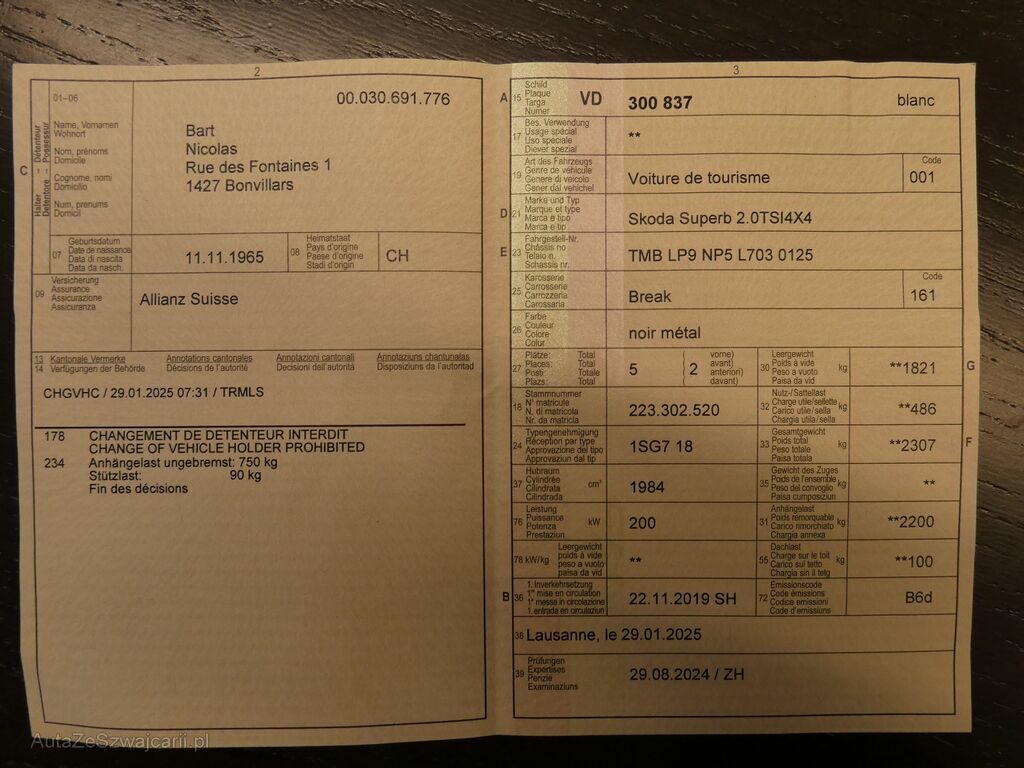 2
01–06
00.030.691.776
C
Halter – Détenteur
Detentore – Possessur
Name, Vornamen
Wohnort
Nom, prénoms
Domicile
Cognome, nomi
Domicilio
Num, prenums
Domicil
Bart
Nicolas
Rue des Fontaines 1
1427 Bonvillars
07
Geburtsdatum
Date de naissance
Data di nascita
Data da nasch.
11.11.1965
08
Heimatstaat
Pays d'origine
Paese d'origine
Stadi d'origin
CH
09
Versicherung
Assurance
Assicurazione
Assicuranza
Allianz Suisse
13 Kantonale Vermerke Annotations cantonales Annotazioni cantonali Annotaziuns chantunalas
14 Verfügungen der Behörde Décisions de l'autorité Decisioni dell'autorità Disposiziuns da l'autoritad
CHGVHC / 29.01.2025 07:31 / TRMLS
178 CHANGEMENT DE DETENTEUR INTERDIT
CHANGE OF VEHICLE HOLDER PROHIBITED
234 Anhängelast ungebremst: 750 kg
Stützlast: 90 kg
Fin des décisions
3
A 15
Schild
Plaque
Targa
Numer
VD 300 837 blanc
17
Bes. Verwendung
Usage spécial
Uso speciale
Diever spezial
**
19
Art des Fahrzeugs
Genre de véhicule
Genere di veicolo
Gener dal vehichel
Voiture de tourisme
Code
001
D 21
Marke und Typ
Marque et type
Marca e tipo
Marca e tip
Skoda Superb 2.0TSI4X4
E 23
Fahrgestell-Nr.
Châssis no
Telaio n.
Schassis nr.
TMB LP9 NP5 L703 0125
25
Karosserie
Carrosserie
Carrozzeria
Carossaria
Break
Code
161
26
Farbe
Couleur
Colore
Colur
noir métal
27
Plätze: Total
Places: Total
Posti: Totale
Plazs: Total
5
2
vorne)
avant)
anteriori)
davant)
30
Leergewicht
Poids à vide
Peso a vuoto
Paisa da vid
kg
**1821
G
18
Stammnummer
N° matricule
N. di matricola
Nr. da matricla
223.302.520
32
Nutz-/Sattellast
Charge utile/sellette
Carico utile/sella
Chargia utila/sella
kg
**486
24
Typengenehmigung
Réception par type
Approvazione del tipo
Approvaziun dal tip
1SG7 18
33
Gesamtgewicht
Poids total
Peso totale
Paisa totala
kg
**2307
F
37
Hubraum
Cylindrée
Cilindrata
Cilindrada
cm³
1984
35
Gewicht des Zuges
Poids de l'ensemble
Peso del convoglio
Paisa cumposiziun
kg
**
76
Leistung
Puissance
Potenza
Prestaziun
kW
200
31
Anhängelast
Poids remorquable
Carico rimorchiato
Chargia annexa
kg
**2200
78 kW/kg
Leergewicht
poids à vide
peso a vuoto
paisa da vid
**
55
Dachlast
Charge sur le toit
Carico sul tetto
Chargia sin il tetg
kg
**100
B 36
1. Inverkehrsetzung
1re mise en circulation
1a messa in circolazione
1. entrada en circulaziun
22.11.2019 SH
72
Emissionscode
Code émissions
Codice emissioni
Code d'emissiuns
B6d
38 Lausanne, le 29.01.2025
39
Prüfungen
Expertises
Perizie
Examinaziuns
29.08.2024 / ZH
AutaZeSzwajcarii.pl